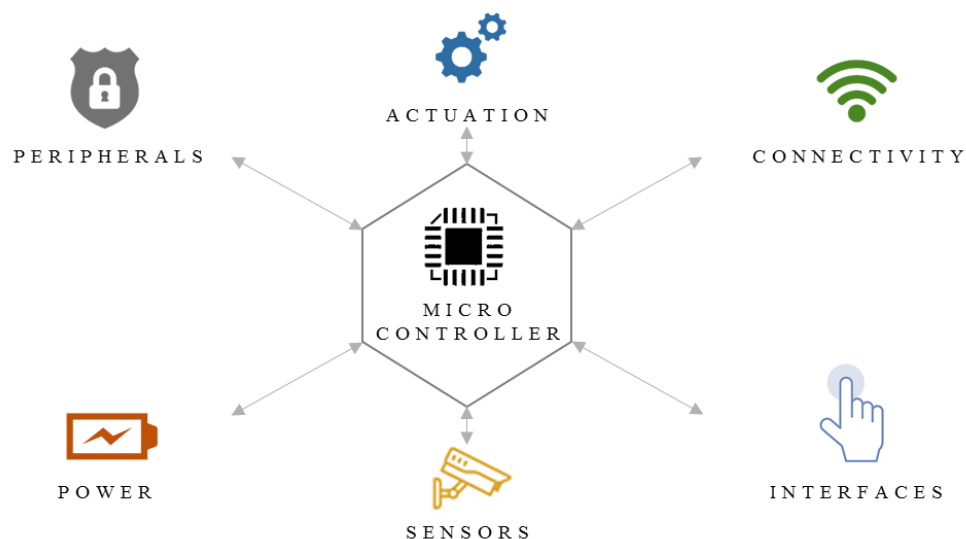 ACTUATION
PERIPHERALS
CONNECTIVITY
MICRO
CONTROLLER
POWER
INTERFACES
SENSORS